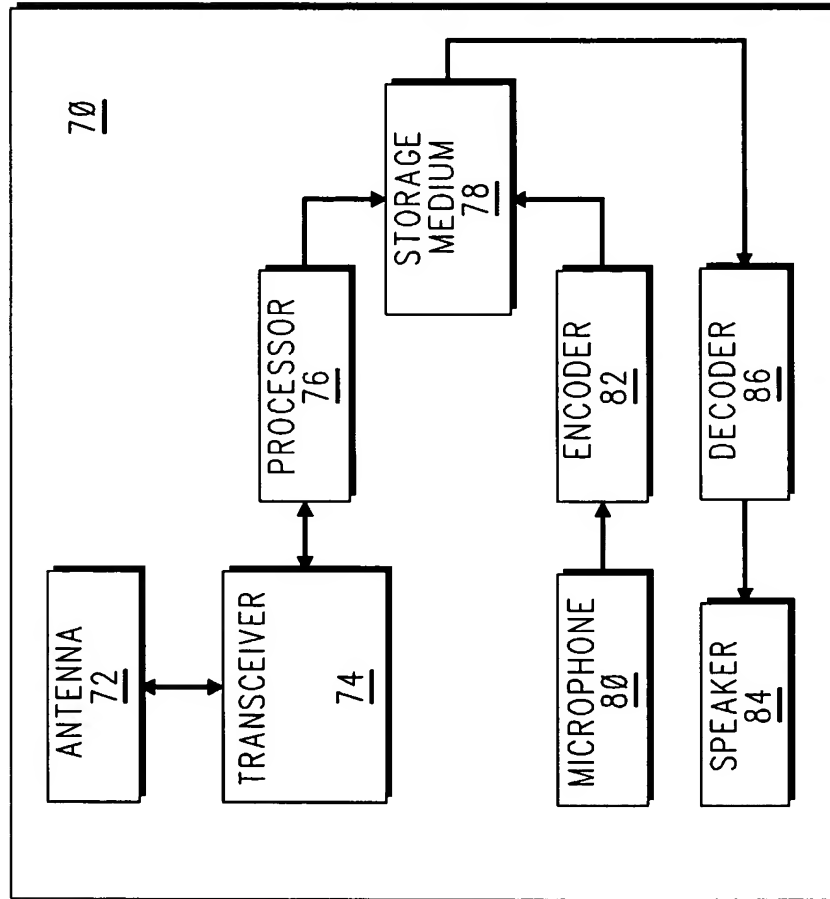 70
ANTENNA
72
TRANSCEIVER
74
PROCESSOR
76
STORAGE
MEDIUM
78
MICROPHONE
80
ENCODER
82
SPEAKER
84
DECODER
86